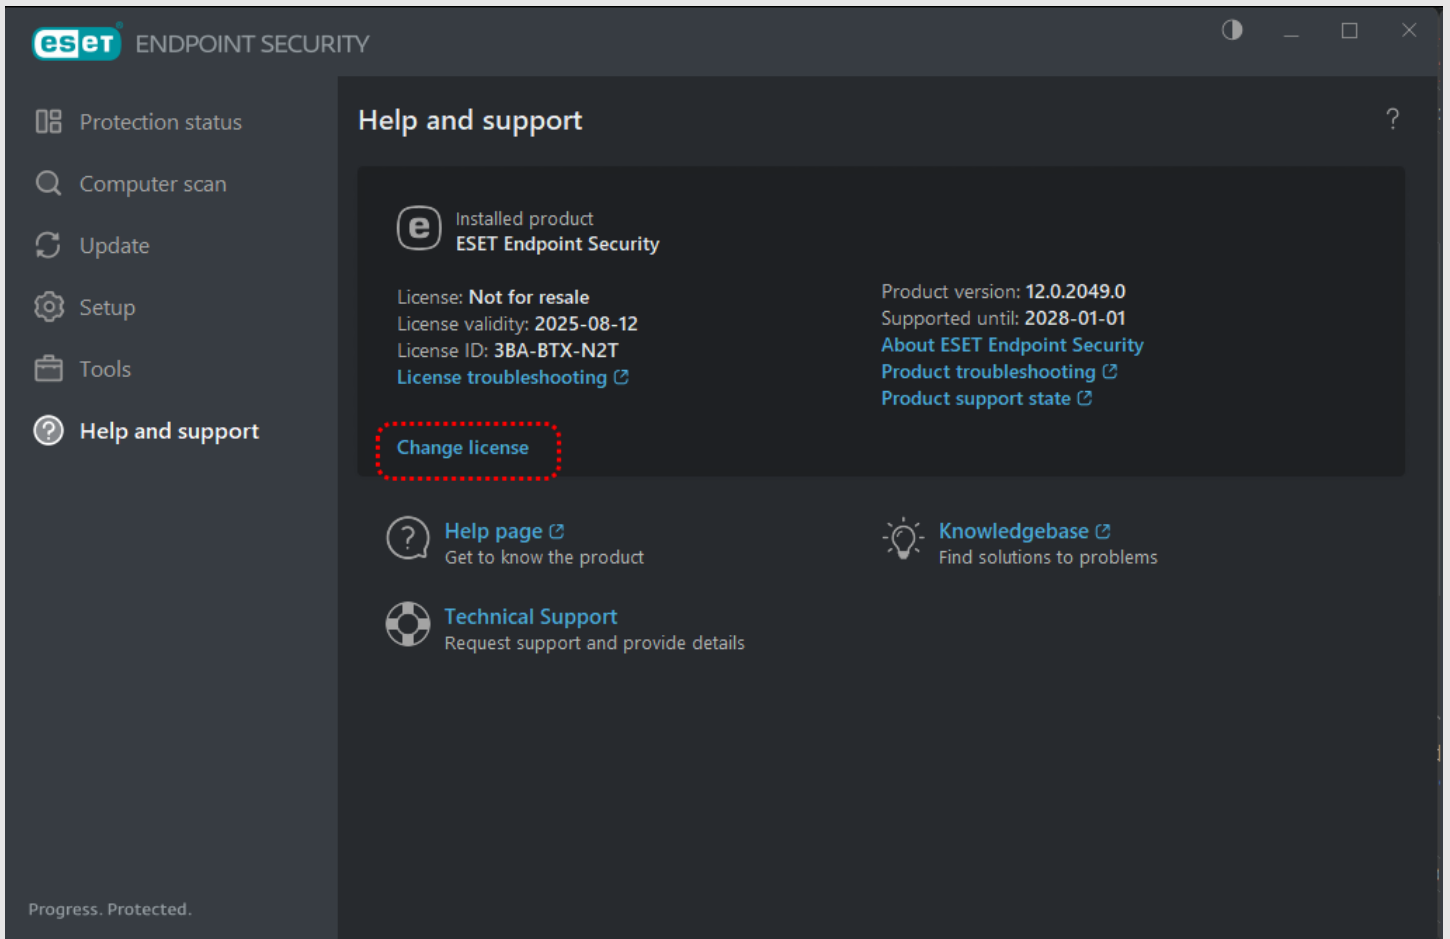 eset ENDPOINT SECURITY
Protection status
Computer scan
Update
Setup
Tools
Help and support
Progress. Protected.
Help and support
?
Installed product
ESET Endpoint Security
License: Not for resale
License validity: 2025-08-12
License ID: 3BA-BTX-N2T
License troubleshooting
Change license
Product version: 12.0.2049.0
Supported until: 2028-01-01
About ESET Endpoint Security
Product troubleshooting
Product support state
Help page
Get to know the product
Knowledgebase
Find solutions to problems
Technical Support
Request support and provide details